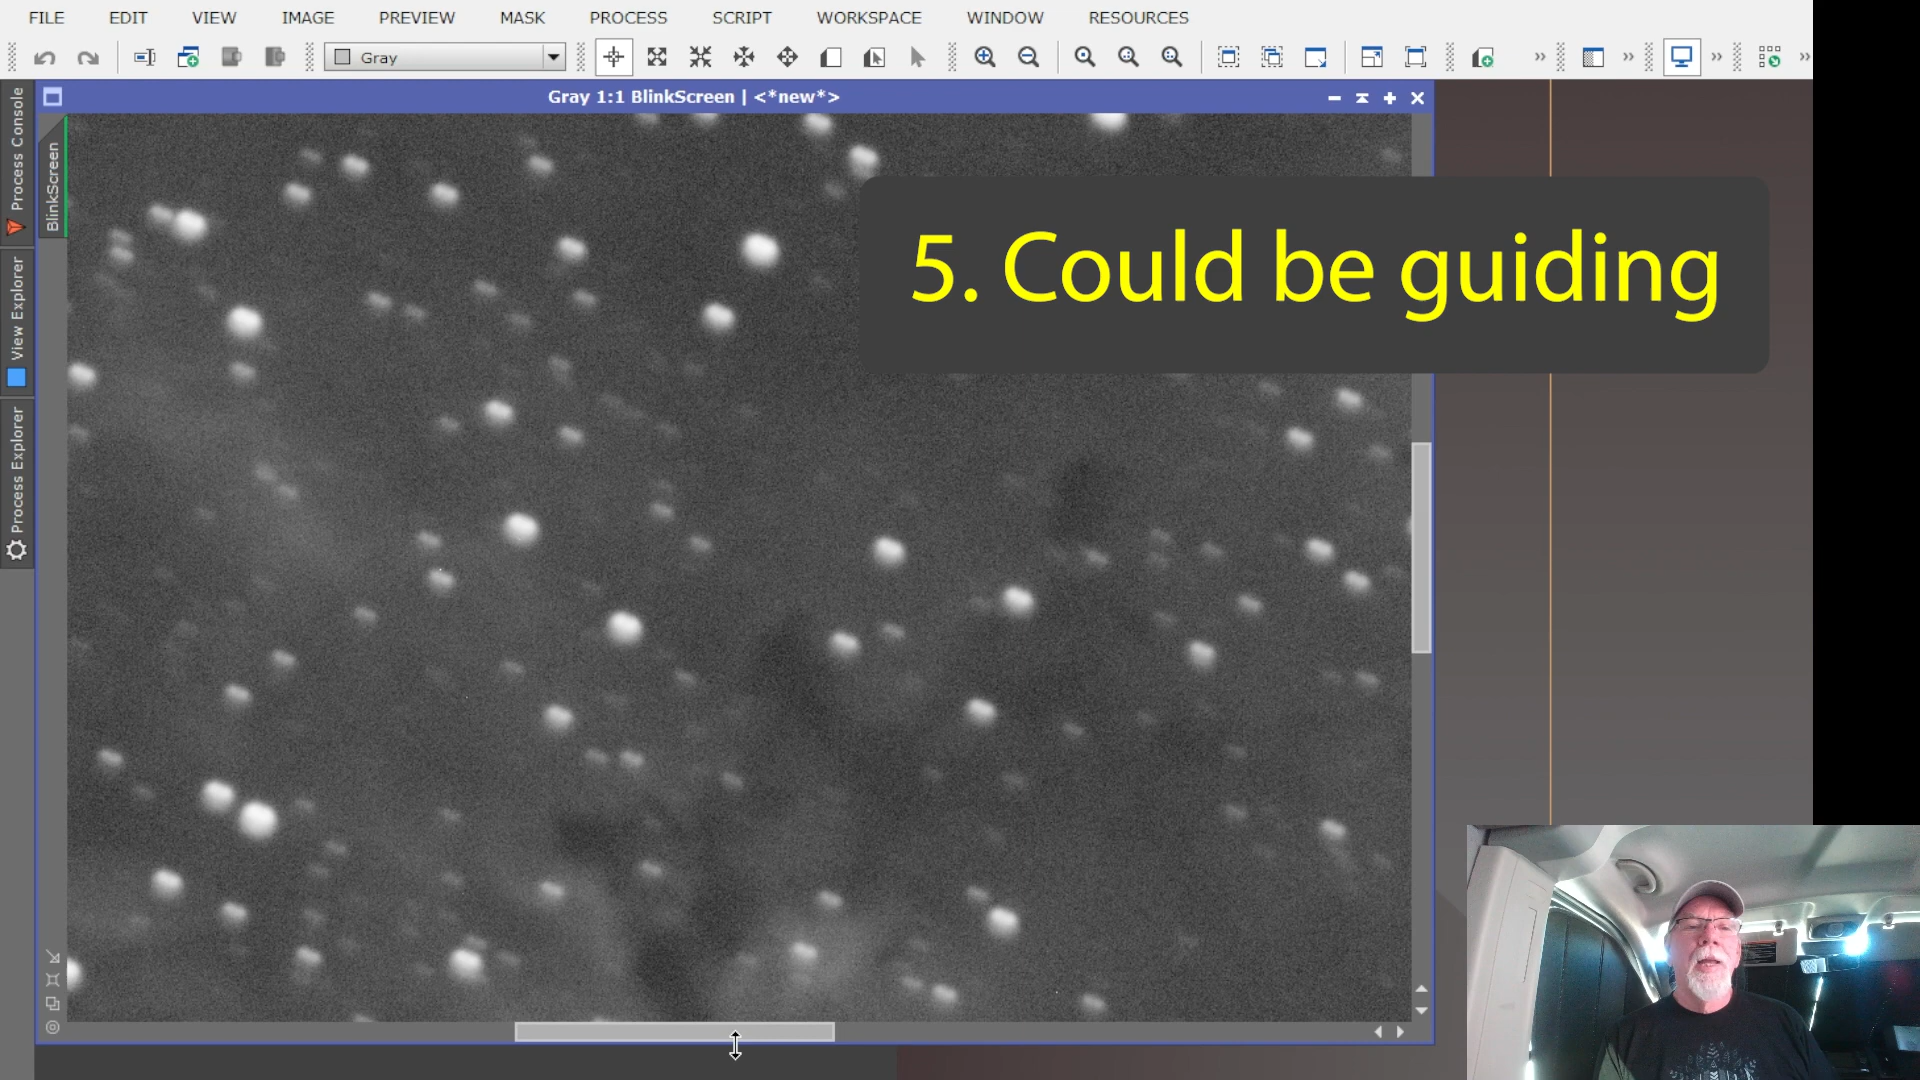 FILE EDIT VIEW IMAGE PREVIEW MASK PROCESS SCRIPT WORKSPACE WINDOW RESOURCES
Gray
Gray 1:1 BlinkScreen | <*new*>
Process Console
BlinkScreen
View Explorer
Process Explorer
5. Could be guiding